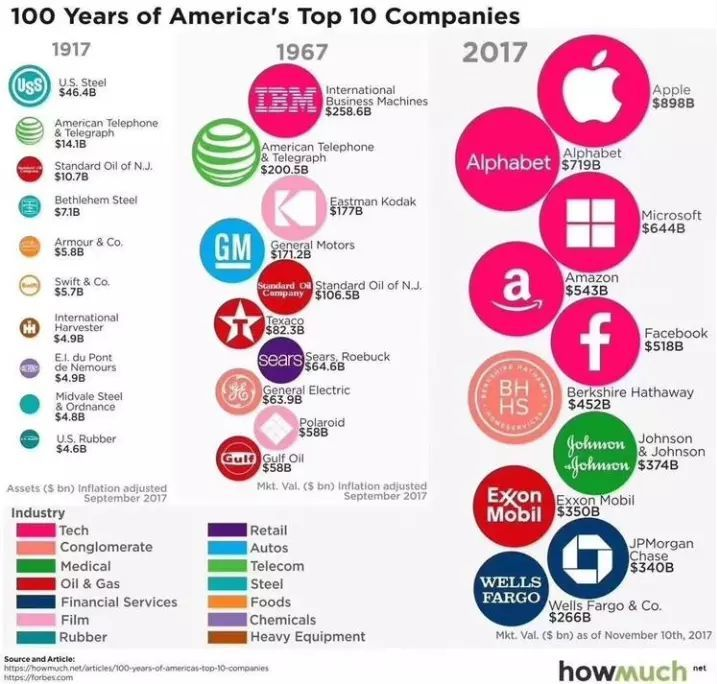 100 Years of America's Top 10 Companies
1917
USS
U.S. Steel
$46.4B
American Telephone
& Telegraph
$14.1B
Standard Oil of N.J.
$10.7B
Bethlehem Steel
$7.1B
Armour & Co.
$5.8B
Swift & Co.
$5.7B
International
Harvester
$4.9B
E.I. du Pont
de Nemours
$4.9B
Midvale Steel
& Ordnance
$4.8B
U.S. Rubber
$4.6B
Assets ($ bn) Inflation adjusted
September 2017
1967
IBM
International
Business Machines
$258.6B
American Telephone
& Telegraph
$200.5B
K
Eastman Kodak
$177B
GM
General Motors
$171.2B
Standard Oil
Company
Standard Oil of N.J.
$106.5B
T
Texaco
$82.3B
sears
Sears, Roebuck
$64.6B
GE
General Electric
$63.9B
Polaroid
$58B
Gulf
Gulf Oil
$58B
Mkt. Val. ($ bn) Inflation adjusted
September 2017
2017
Apple
$898B
Alphabet
Alphabet
$719B
Microsoft
$644B
a
Amazon
$543B
f
Facebook
$518B
BERKSHIRE HATHAWAY
BH
HS
HOMESERVICES
Berkshire Hathaway
$452B
Johnson
&Johnson
Johnson
& Johnson
$374B
Exxon
Mobil
Exxon Mobil
$350B
JPMorgan
Chase
$340B
WELLS
FARGO
Wells Fargo & Co.
$266B
Mkt. Val. ($ bn) as of November 10th, 2017
Industry
Tech
Conglomerate
Medical
Oil & Gas
Financial Services
Film
Rubber
Retail
Autos
Telecom
Steel
Foods
Chemicals
Heavy Equipment
Source and Article:
https://howmuch.net/articles/100-years-of-americas-top-10-companies
https://forbes.com
howmuch.net